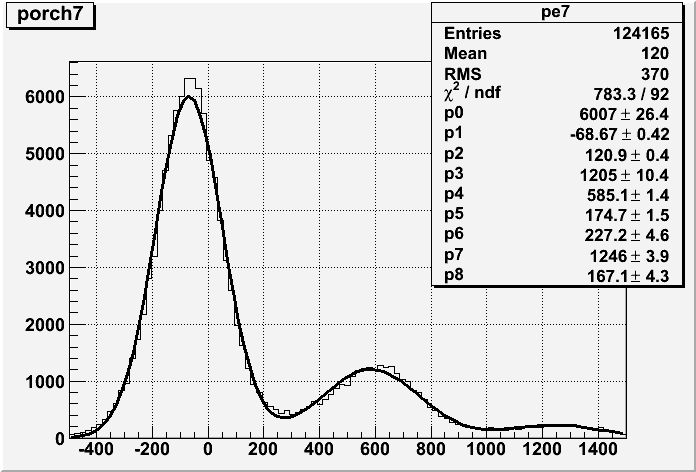 porch7
pe7
Entries 124165
Mean 120
RMS 370
χ² / ndf 783.3 / 92
p0 6007 ± 26.4
p1 -68.67 ± 0.42
p2 120.9 ± 0.4
p3 1205 ± 10.4
p4 585.1 ± 1.4
p5 174.7 ± 1.5
p6 227.2 ± 4.6
p7 1246 ± 3.9
p8 167.1 ± 4.3
6000
5000
4000
3000
2000
1000
0
-400 -200 0 200 400 600 800 1000 1200 1400